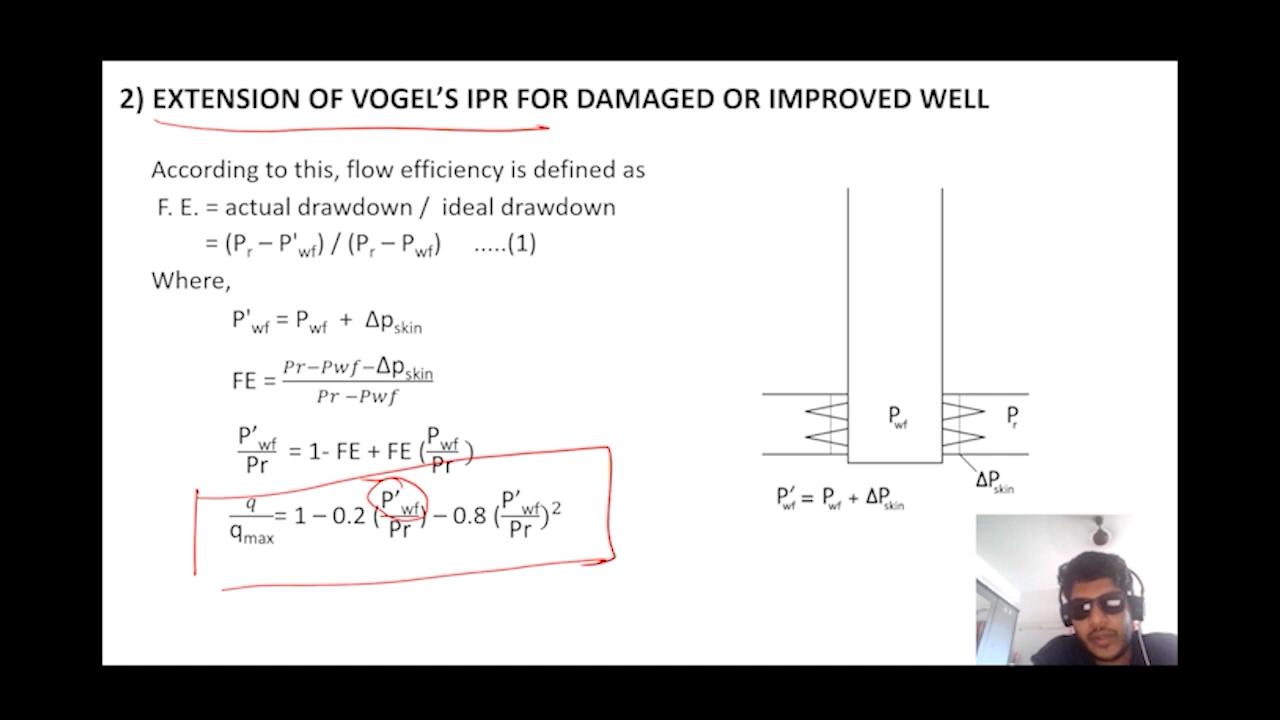 2) EXTENSION OF VOGEL'S IPR FOR DAMAGED OR IMPROVED WELL
According to this, flow efficiency is defined as
F. E. = actual drawdown / ideal drawdown
= (Pr – P'wf) / (Pr – Pwf) .....(1)
Where,
P'wf = Pwf + Δpskin
FE = (Pr−Pwf−Δpskin) / (Pr −Pwf)
P'wf/Pr = 1- FE + FE (Pwf/Pr)
q/qmax = 1 – 0.2 (P'wf/Pr) – 0.8 (P'wf/Pr)²
Pwf
Pr
ΔPskin
P'wf = Pwf + ΔPskin